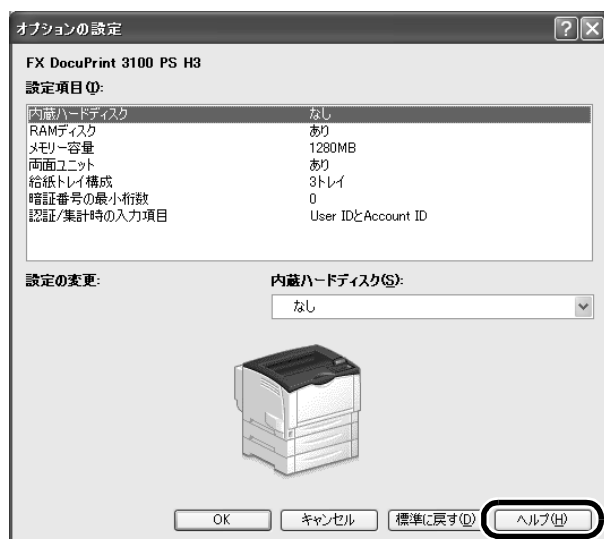 オプションの設定
FX DocuPrint 3100 PS H3
設定項目(I):
内蔵ハードディスク なし
RAMディスク あり
メモリー容量 1280MB
両面ユニット あり
給紙トレイ構成 3トレイ
暗証番号の最小桁数 0
認証/集計時の入力項目 User IDとAccount ID
設定の変更: 内蔵ハードディスク(S):
なし
OK キャンセル 標準に戻す(D) ヘルプ(H)